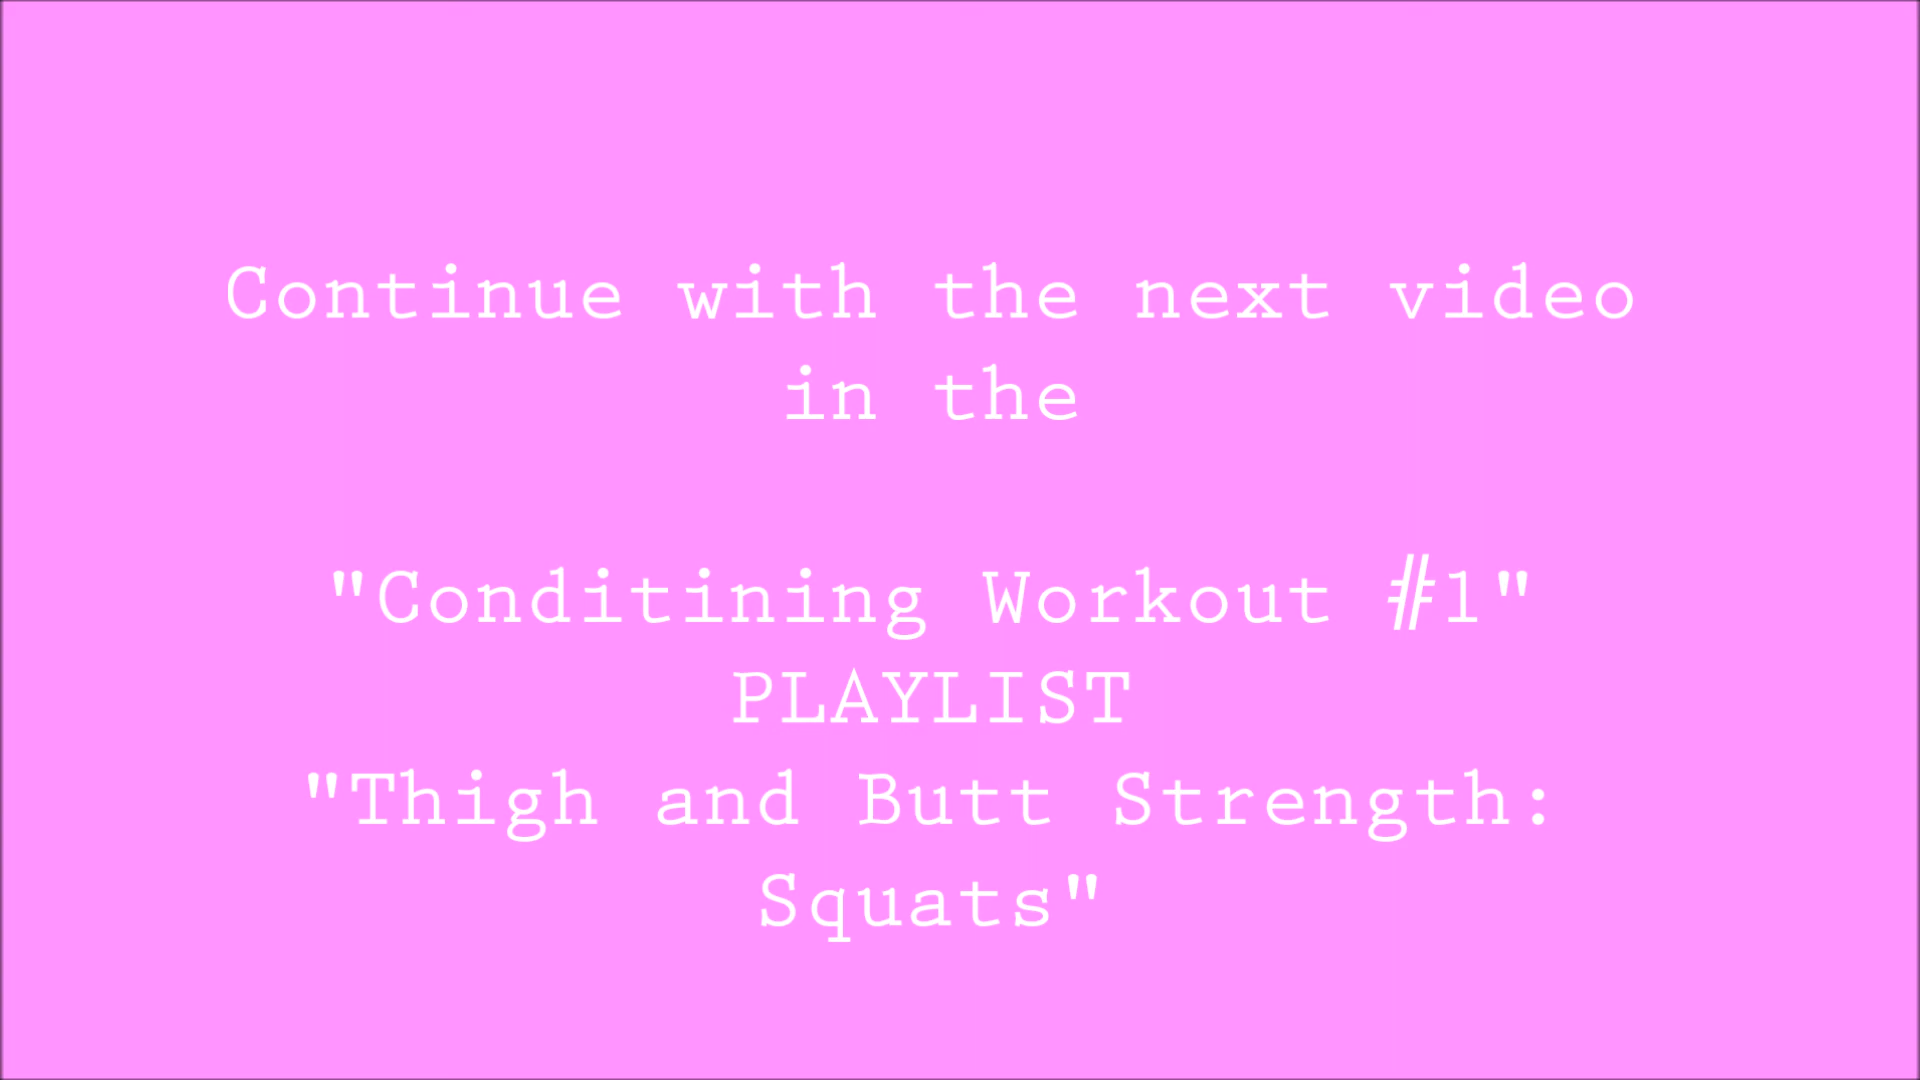 Continue with the next video
in the
"Conditining Workout #1"
PLAYLIST
"Thigh and Butt Strength:
Squats"